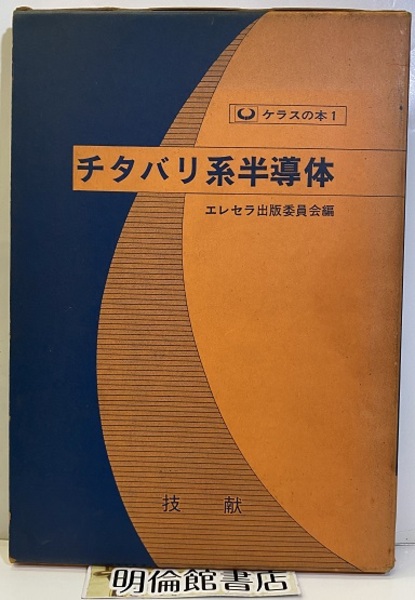 ケラスの本1
チタバリ系半導体
エレセラ出版委員会編
技献
明倫館書店